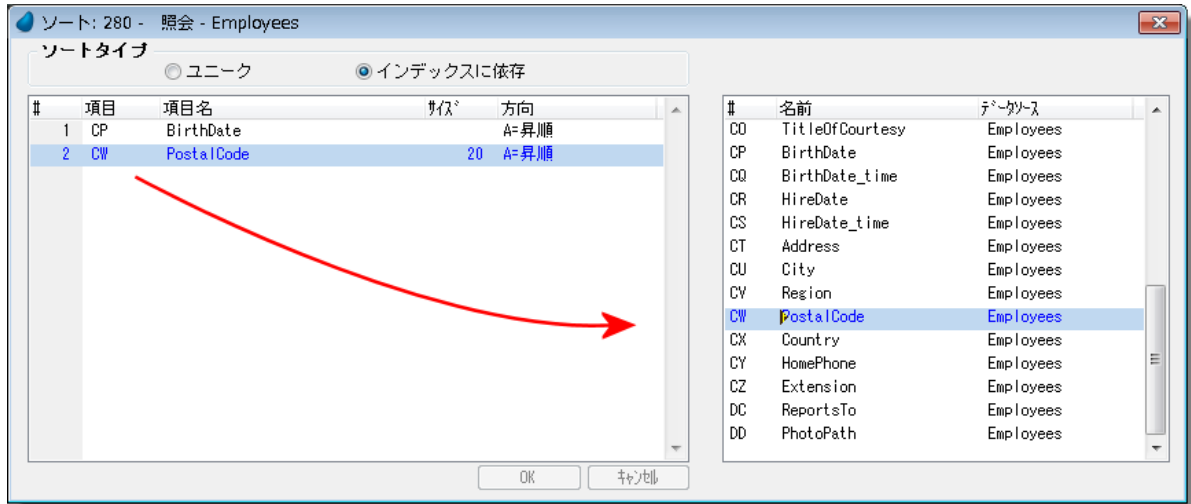 ソート: 280 - 照会 - Employees
ソートタイプ
ユニーク インデックスに依存
# 項目 項目名 ｻｲｽﾞ 方向
1 CP BirthDate A=昇順
2 CW PostalCode 20 A=昇順
# 名前 ﾃﾞｰﾀｿｰｽ
CO TitleOfCourtesy Employees
CP BirthDate Employees
CQ BirthDate_time Employees
CR HireDate Employees
CS HireDate_time Employees
CT Address Employees
CU City Employees
CV Region Employees
CW PostalCode Employees
CX Country Employees
CY HomePhone Employees
CZ Extension Employees
DC ReportsTo Employees
DD PhotoPath Employees
OK ｷｬﾝｾﾙ